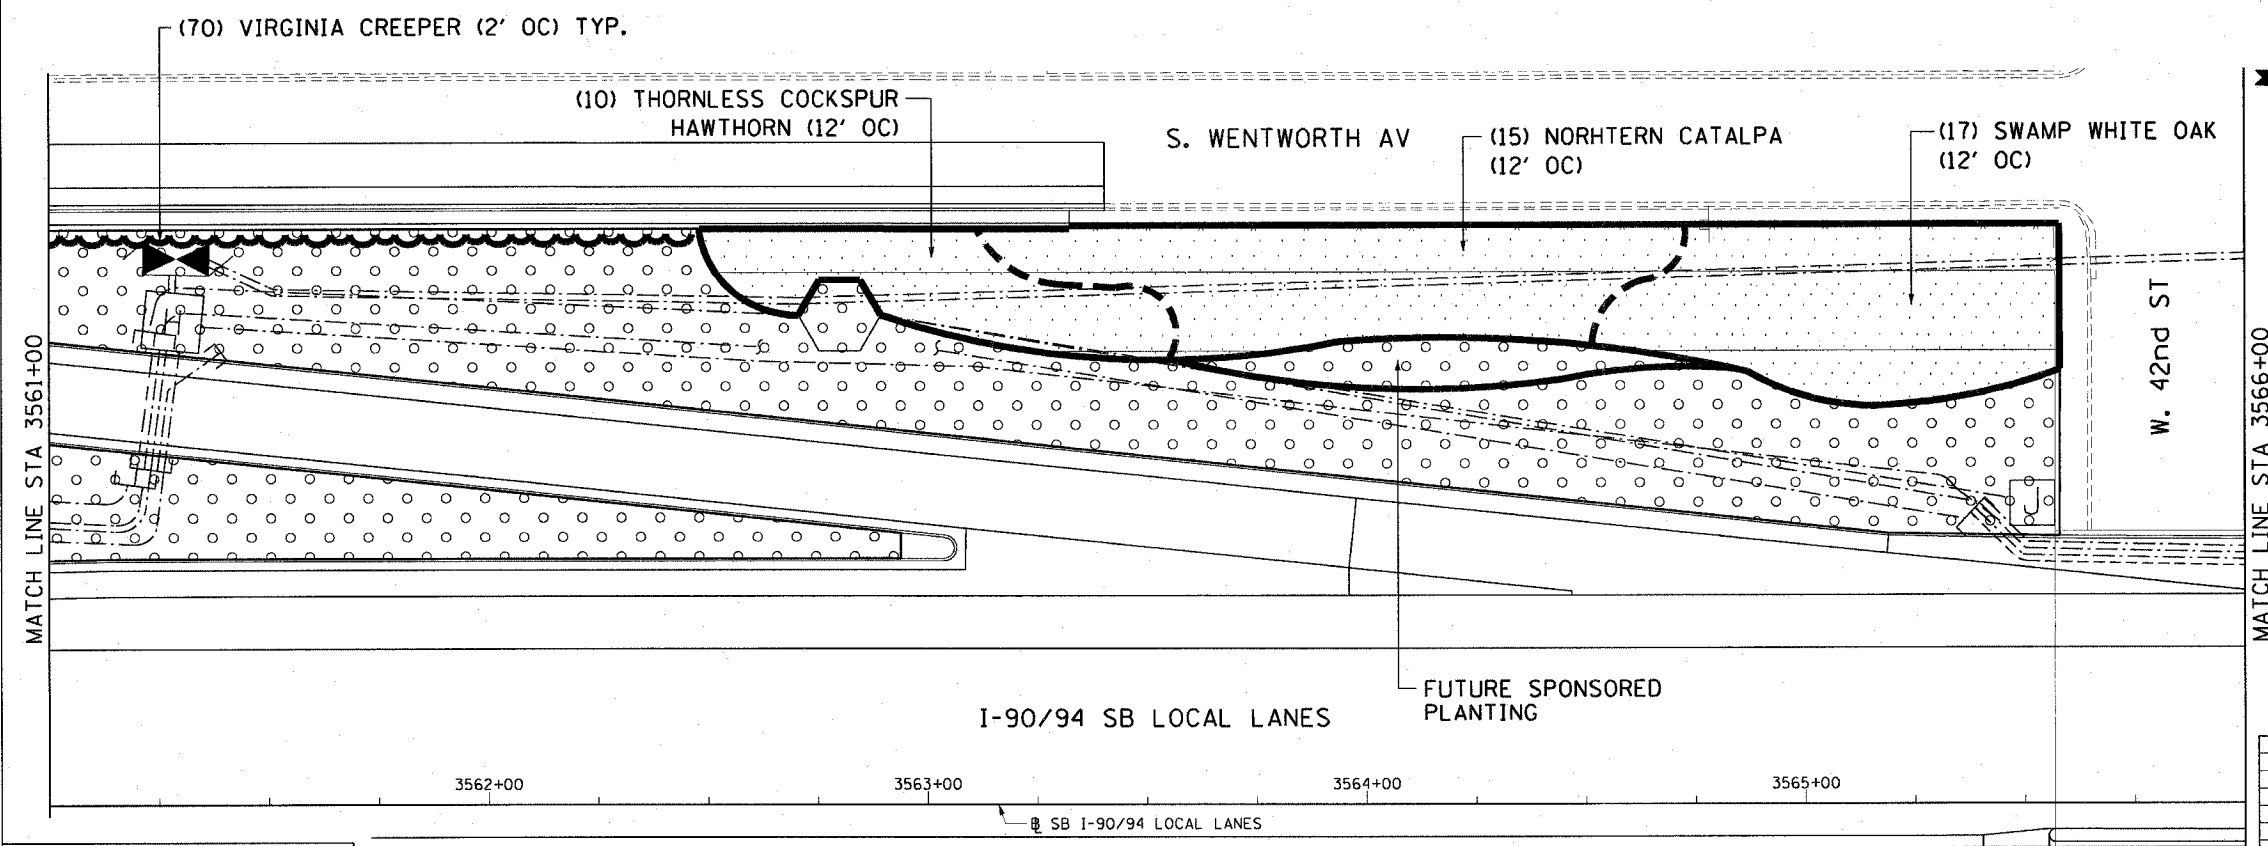 (70) VIRGINIA CREEPER (2' OC) TYP.
(10) THORNLESS COCKSPUR
HAWTHORN (12' OC)
S. WENTWORTH AV
(15) NORHTERN CATALPA
(12' OC)
(17) SWAMP WHITE OAK
(12' OC)
MATCH LINE STA 3561+00
W. 42nd ST
MATCH LINE STA 3566+00
FUTURE SPONSORED
PLANTING
I-90/94 SB LOCAL LANES
3562+00
3563+00
3564+00
3565+00
SB I-90/94 LOCAL LANES